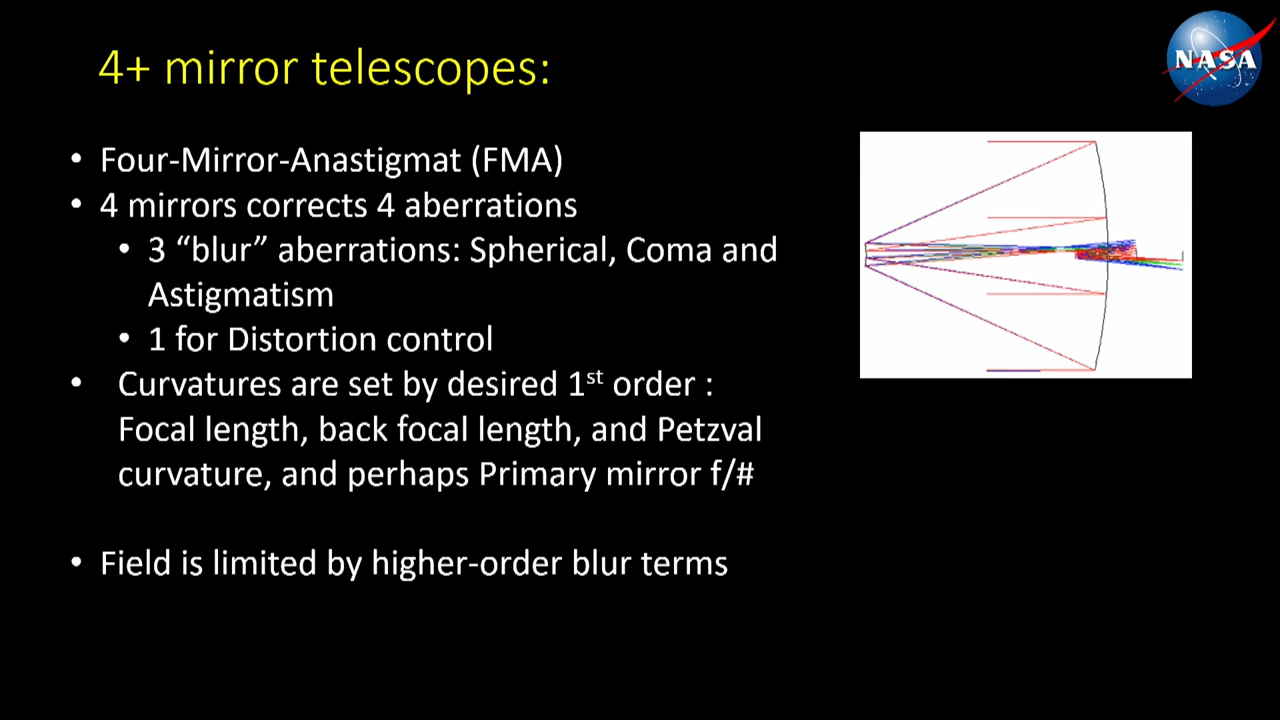 4+ mirror telescopes:
NASA
• Four-Mirror-Anastigmat (FMA)
• 4 mirrors corrects 4 aberrations
• 3 “blur” aberrations: Spherical, Coma and
Astigmatism
• 1 for Distortion control
• Curvatures are set by desired 1st order :
Focal length, back focal length, and Petzval
curvature, and perhaps Primary mirror f/#
• Field is limited by higher-order blur terms